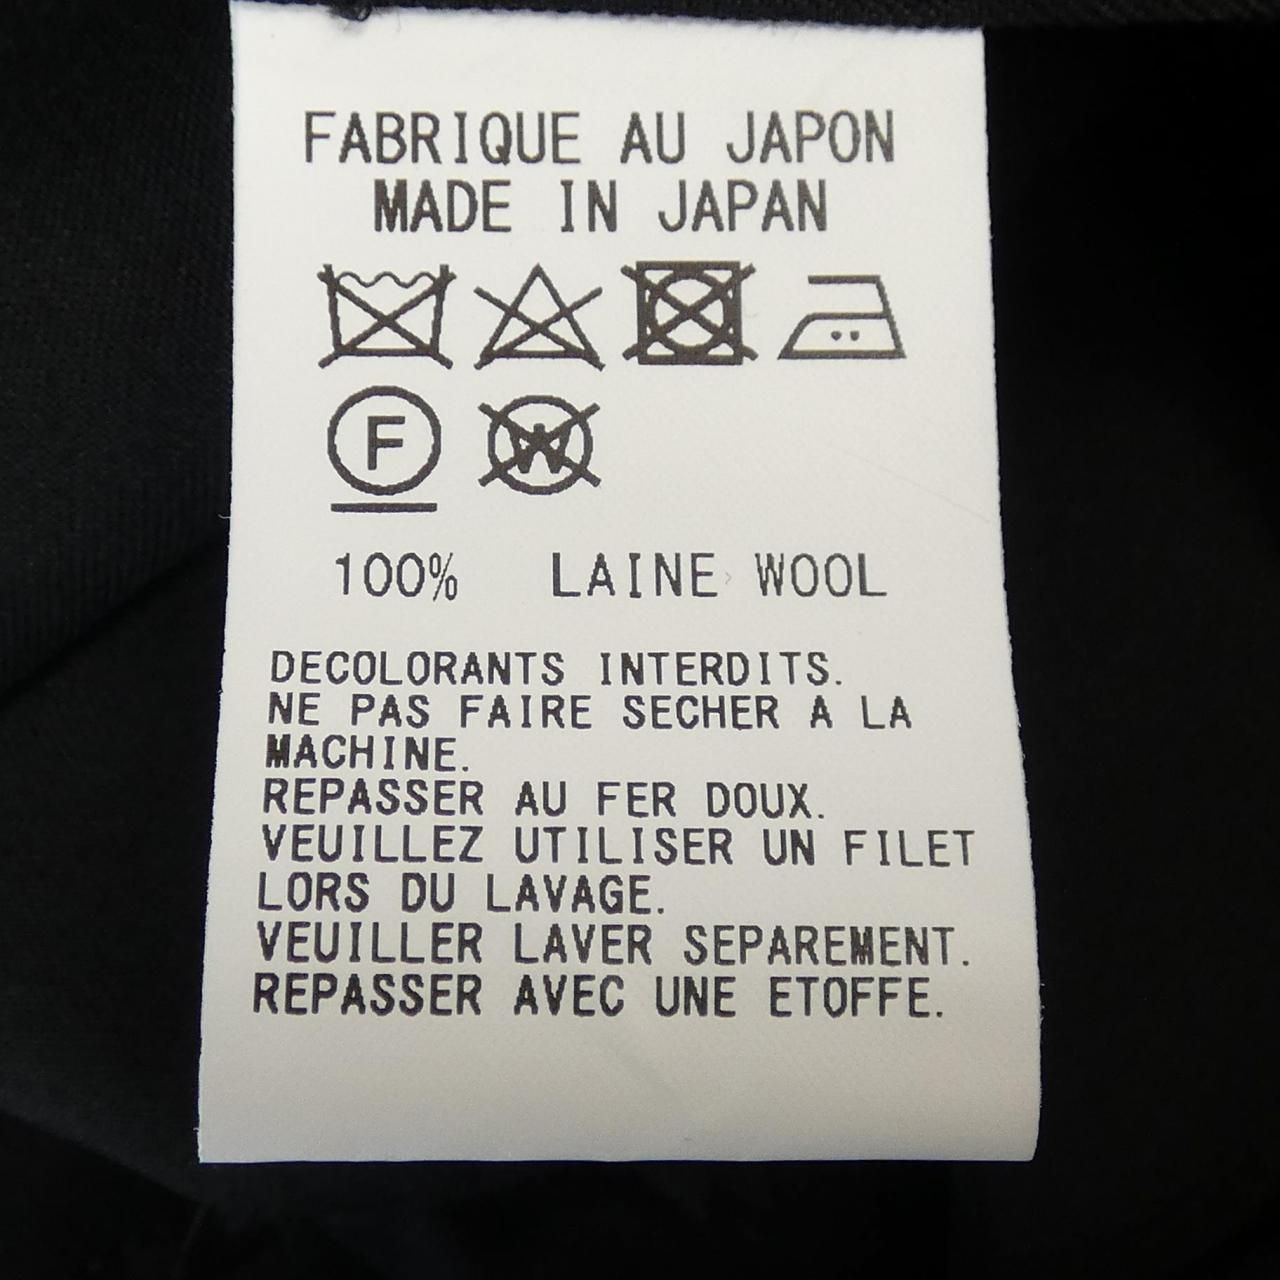 FABRIQUE AU JAPON
MADE IN JAPAN
F W
100% LAINE WOOL
DECOLORANTS INTERDITS.
NE PAS FAIRE SECHER A LA
MACHINE.
REPASSER AU FER DOUX.
VEUILLEZ UTILISER UN FILET
LORS DU LAVAGE.
VEUILLER LAVER SEPAREMENT.
REPASSER AVEC UNE ETOFFE.